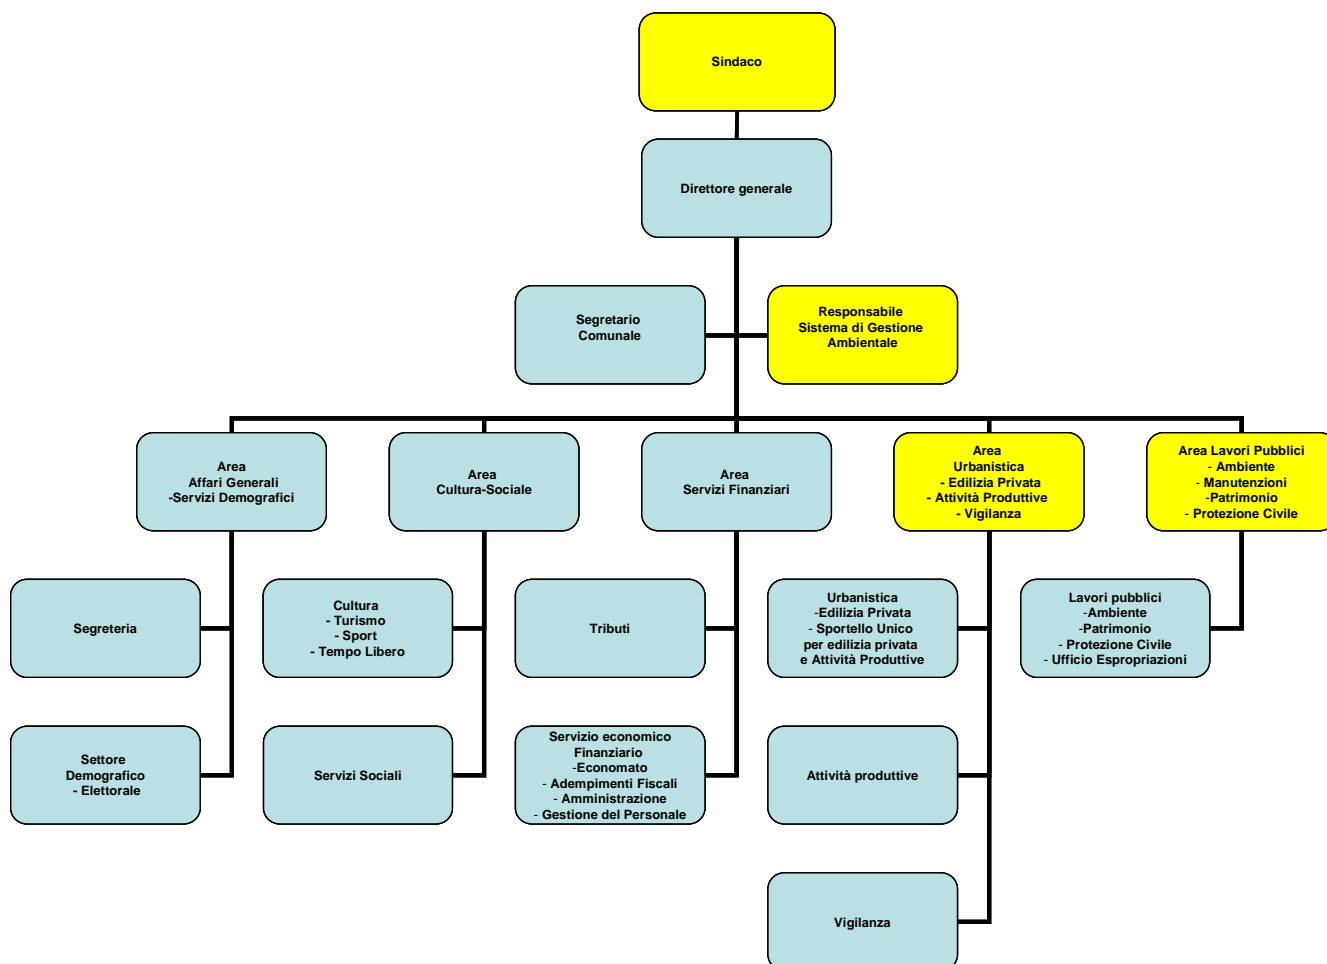 Sindaco
Direttore generale
Segretario
Comunale
Responsabile
Sistema di Gestione
Ambientale
Area
Affari Generali
-Servizi Demografici
Area
Cultura-Sociale
Area
Servizi Finanziari
Area
Urbanistica
- Edilizia Privata
- Attività Produttive
- Vigilanza
Area Lavori Pubblici
- Ambiente
- Manutenzioni
-Patrimonio
- Protezione Civile
Segreteria
Cultura
- Turismo
- Sport
- Tempo Libero
Tributi
Urbanistica
-Edilizia Privata
- Sportello Unico
per edilizia privata
e Attività Produttive
Lavori pubblici
-Ambiente
-Patrimonio
- Protezione Civile
- Ufficio Espropriazioni
Settore
Demografico
- Elettorale
Servizi Sociali
Servizio economico
Finanziario
-Economato
- Adempimenti Fiscali
- Amministrazione
- Gestione del Personale
Attività produttive
Vigilanza